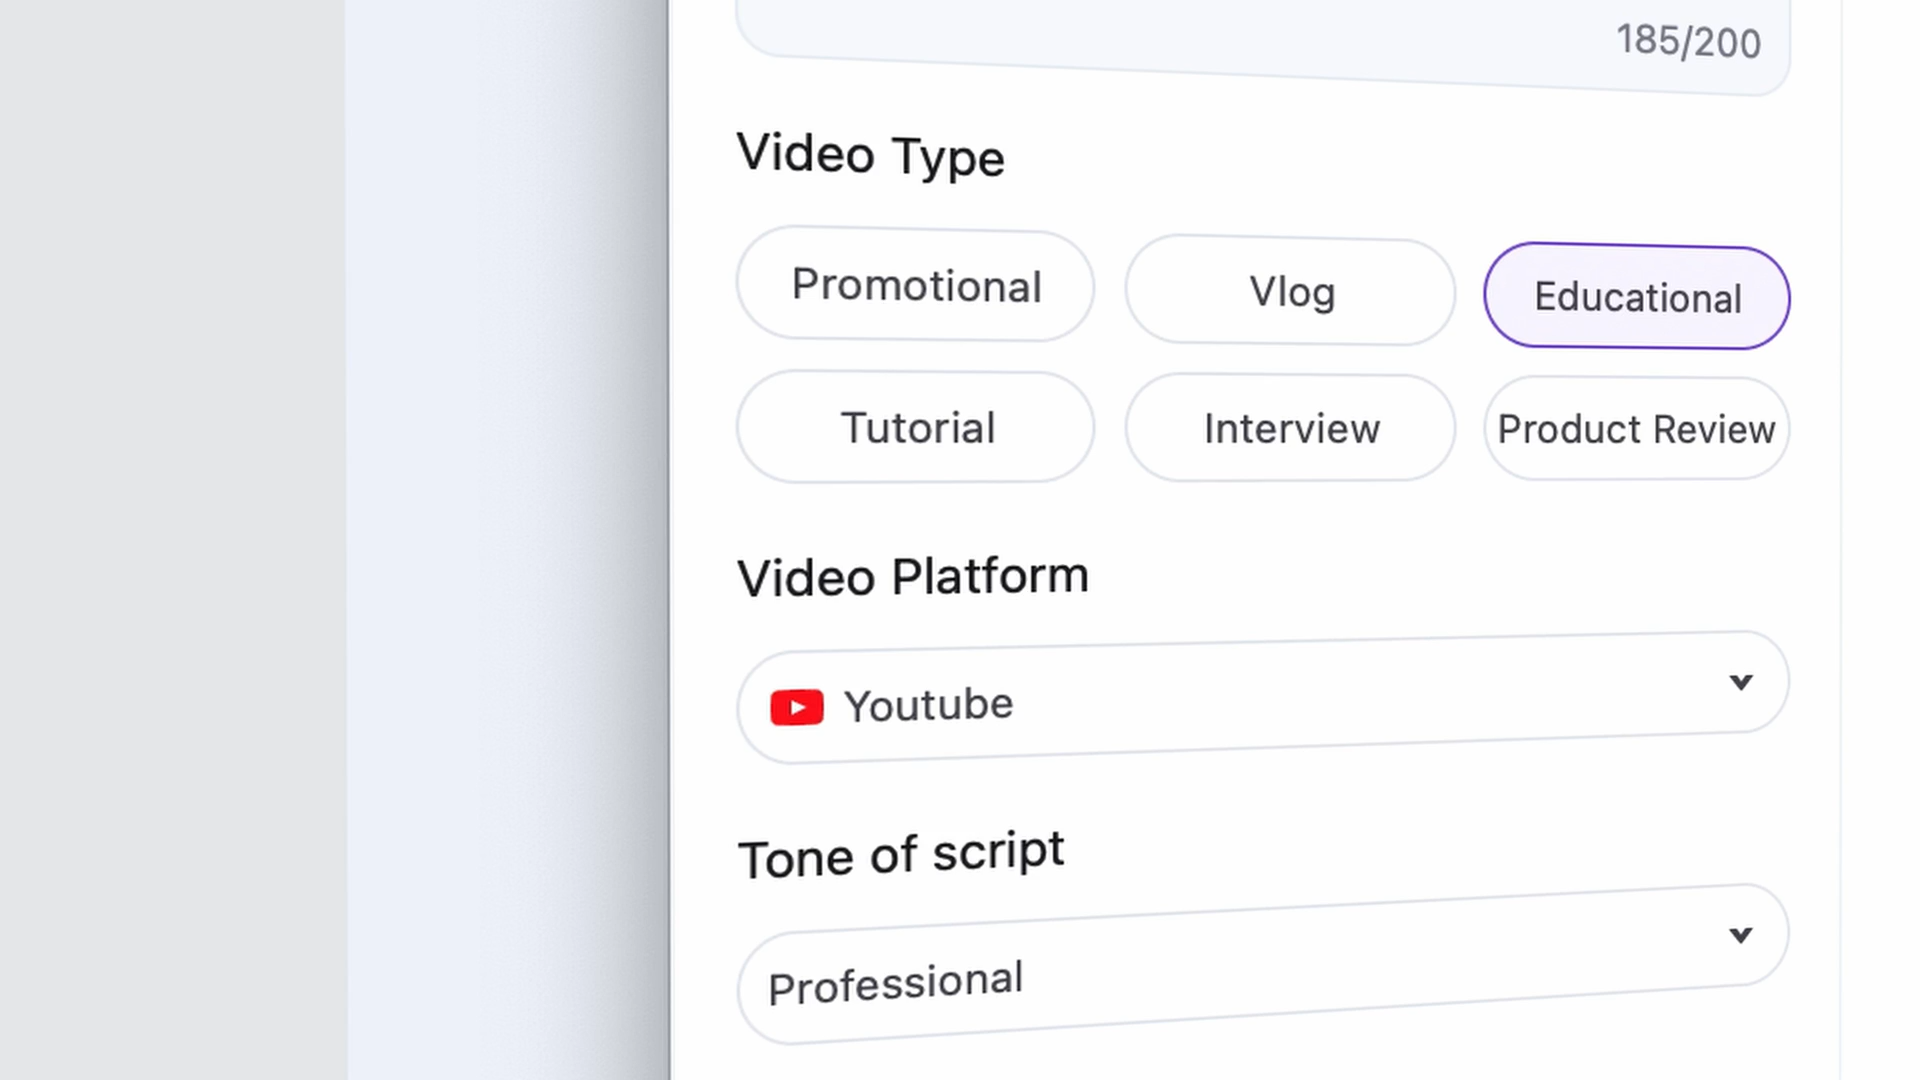 185/200
Video Type
Promotional Vlog Educational
Tutorial Interview Product Review
Video Platform
Youtube
Tone of script
Professional